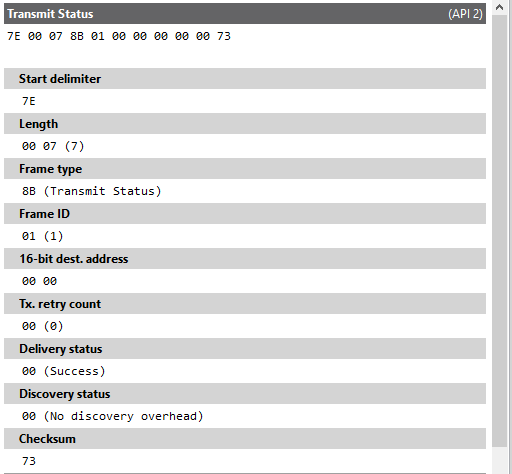 Transmit Status (API 2)
7E 00 07 8B 01 00 00 00 00 00 73
Start delimiter
7E
Length
00 07 (7)
Frame type
8B (Transmit Status)
Frame ID
01 (1)
16-bit dest. address
00 00
Tx. retry count
00 (0)
Delivery status
00 (Success)
Discovery status
00 (No discovery overhead)
Checksum
73